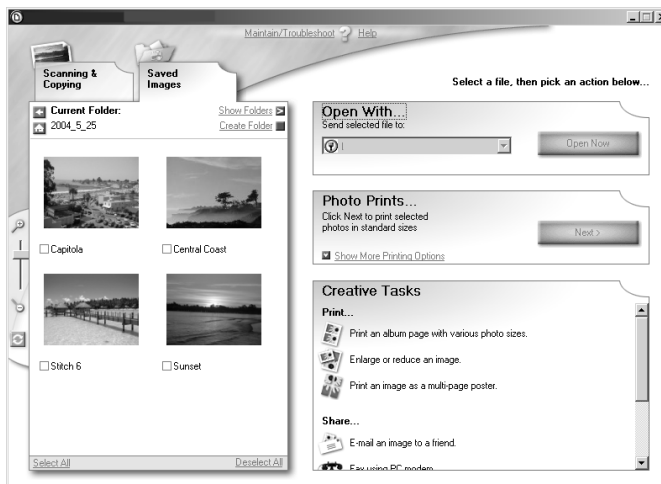 Maintain/Troubleshoot Help
Scanning & Copying
Saved Images
Select a file, then pick an action below...
Current Folder:
Show Folders
2004_5_25
Create Folder
Capitola
Central Coast
Stitch 6
Sunset
Select All
Deselect All
Open With...
Send selected file to:
Open Now
Photo Prints...
Click Next to print selected
photos in standard sizes
Next >
Show More Printing Options
Creative Tasks
Print...
Print an album page with various photo sizes.
Enlarge or reduce an image.
Print an image as a multi-page poster.
Share...
E-mail an image to a friend.
Fax using PC modem